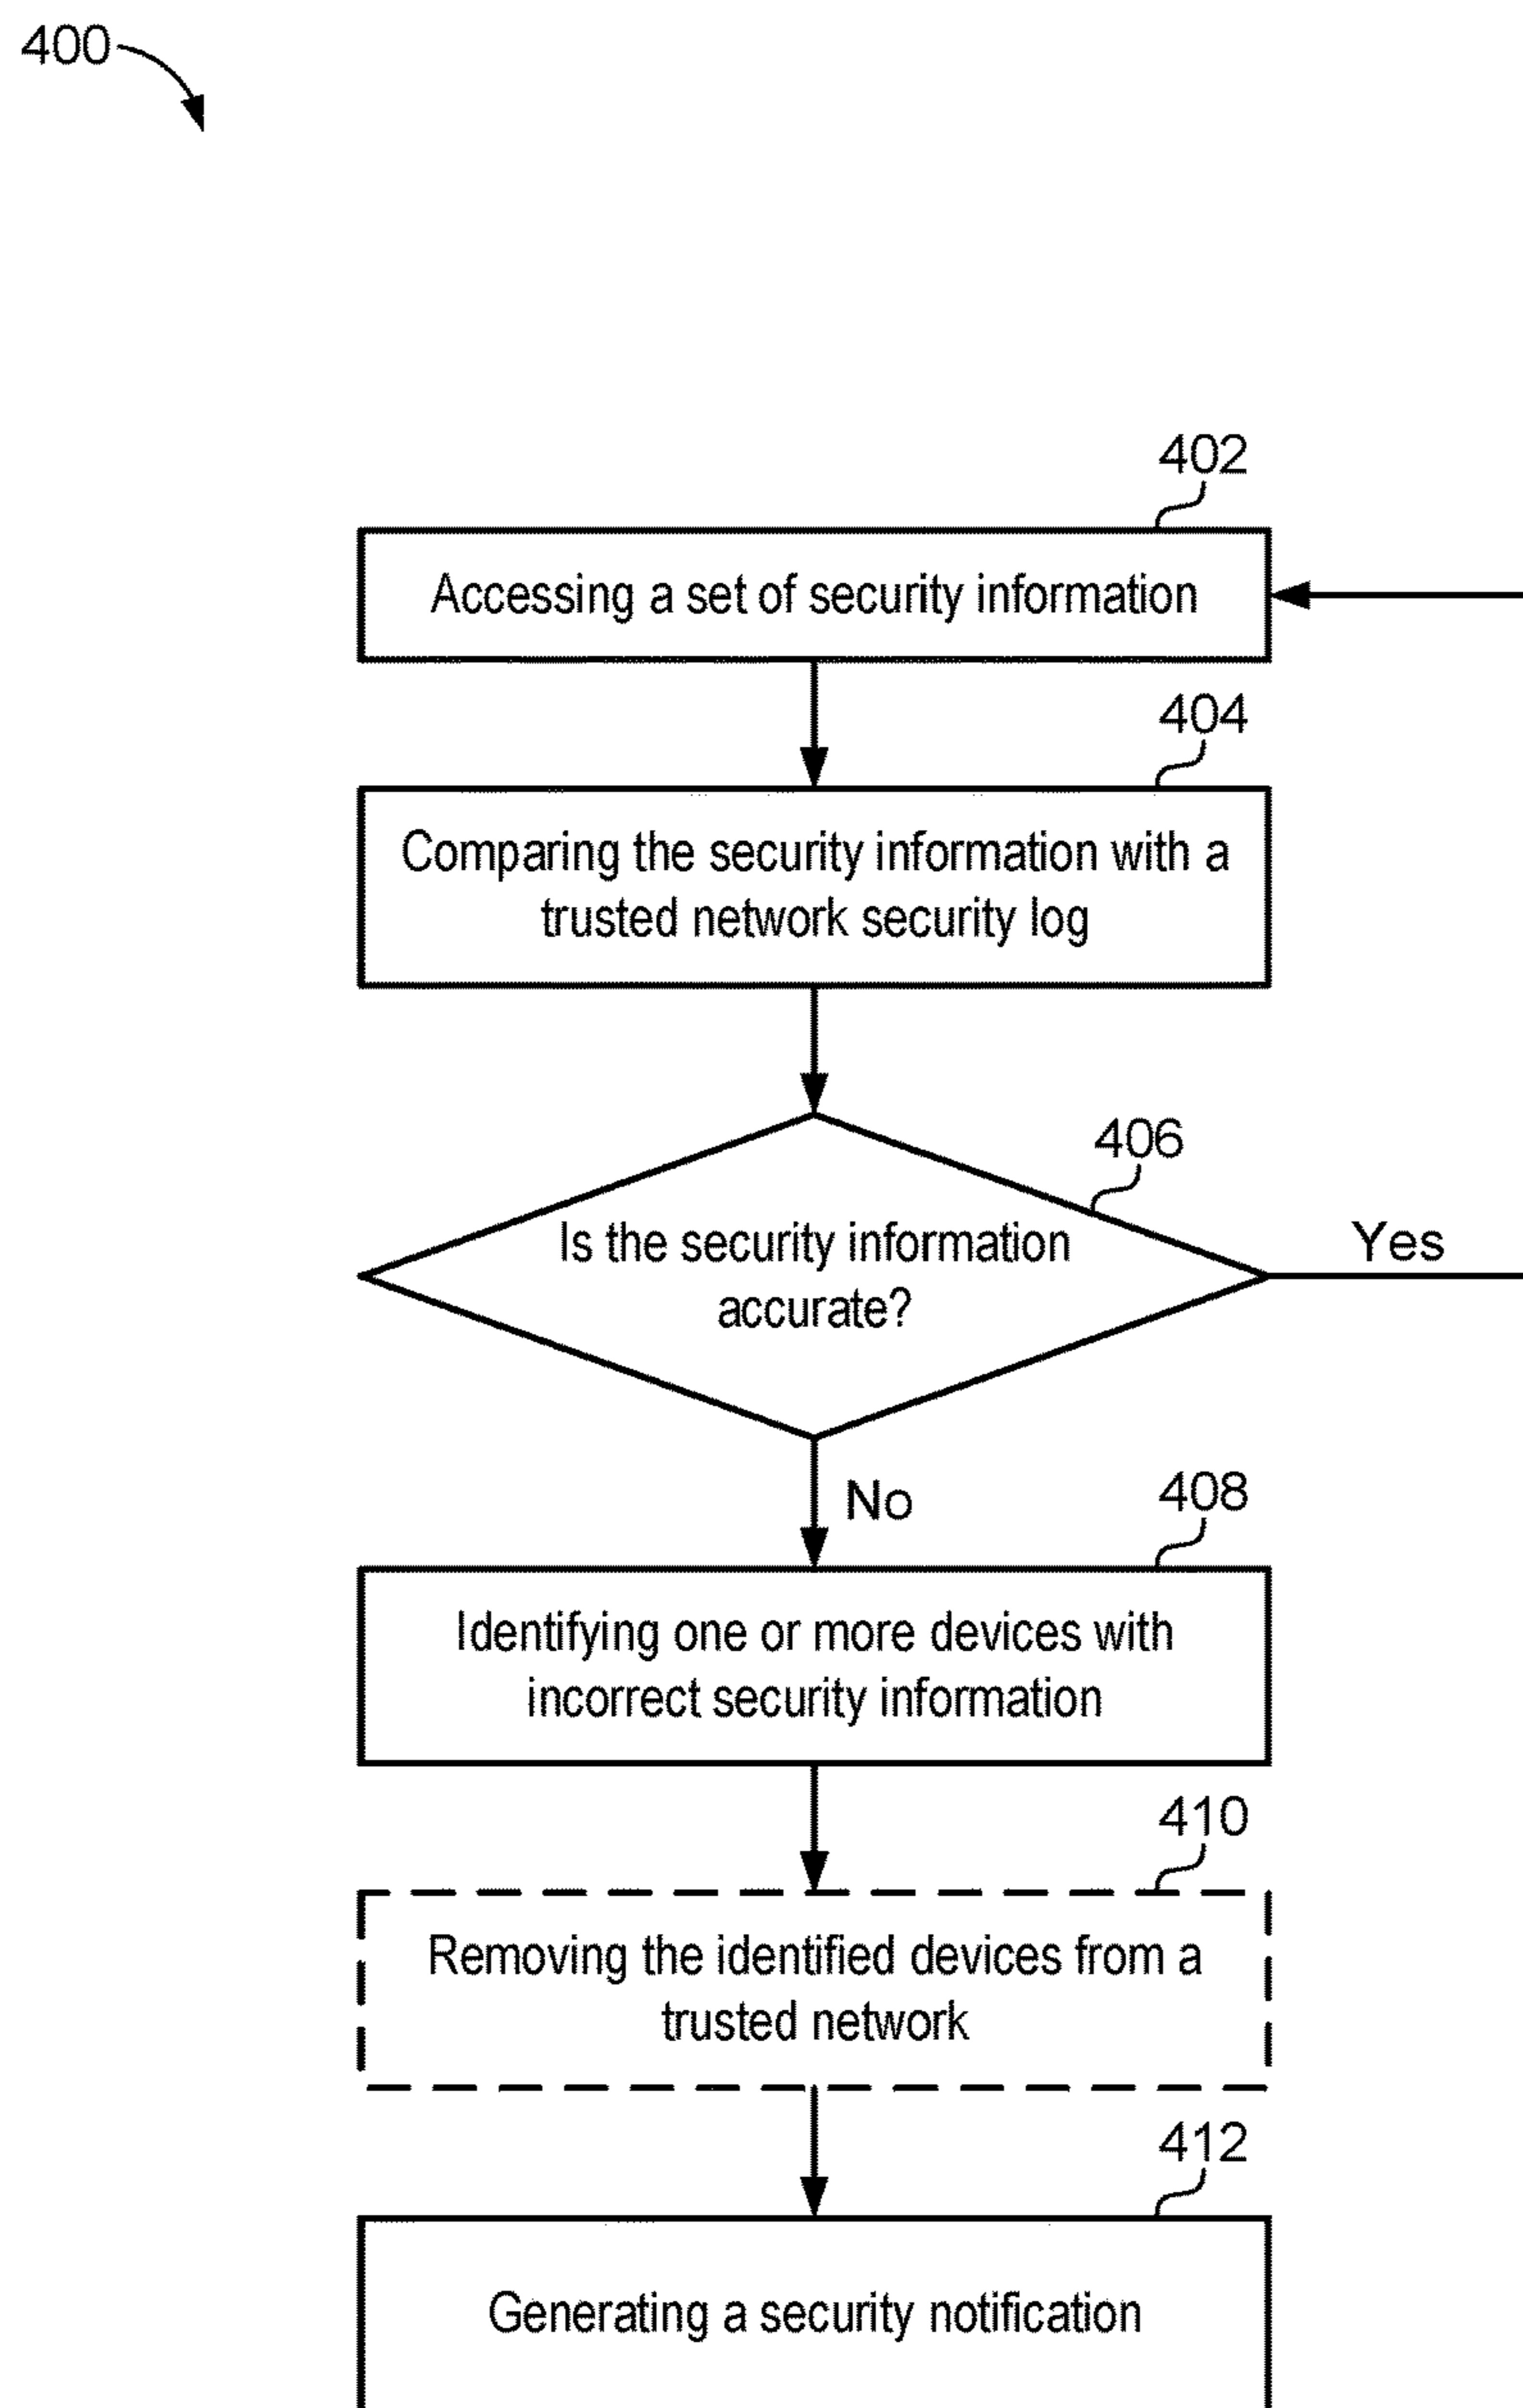 400
402
Accessing a set of security information
404
Comparing the security information with a
trusted network security log
406
Is the security information
accurate?
Yes
No
408
Identifying one or more devices with
incorrect security information
410
Removing the identified devices from a
trusted network
412
Generating a security notification